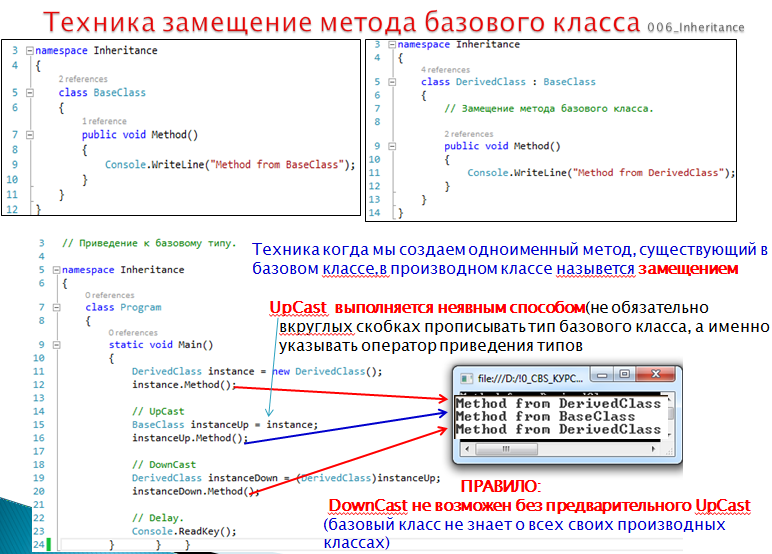 Техника замещение метода базового класса 006_Inheritance
3 namespace Inheritance
4 {
2 references
5 class BaseClass
6 {
1 reference
7 public void Method()
8 {
9 Console.WriteLine("Method from BaseClass");
10 }
11 }
12 }
3 namespace Inheritance
4 {
4 references
5 class DerivedClass : BaseClass
6 {
7 // Замещение метода базового класса.
8
2 references
9 public void Method()
10 {
11 Console.WriteLine("Method from DerivedClass");
12 }
13 }
14 }
Техника когда мы создаем одноименный метод, существующий в
базовом классе,в производном классе назывется замещением
UpCast выполняется неявным способом(не обязательно
вкруглых скобках прописывать тип базового класса, а именно
указывать оператор приведения типов
3 // Приведение к базовому типу.
4
5 namespace Inheritance
6 {
0 references
7 class Program
8 {
0 references
9 static void Main()
10 {
11 DerivedClass instance = new DerivedClass();
12 instance.Method();
13
14 // UpCast
15 BaseClass instanceUp = instance;
16 instanceUp.Method();
17
18 // DownCast
19 DerivedClass instanceDown = (DerivedClass)instanceUp;
20 instanceDown.Method();
21
22 // Delay.
23 Console.ReadKey();
24 } } }
file:///D:/!0_CBS_КУРС...
Method from DerivedClass
Method from BaseClass
Method from DerivedClass
ПРАВИЛО:
DownCast не возможен без предварительного UpCast
(базовый класс не знает о всех своих производных
классах)